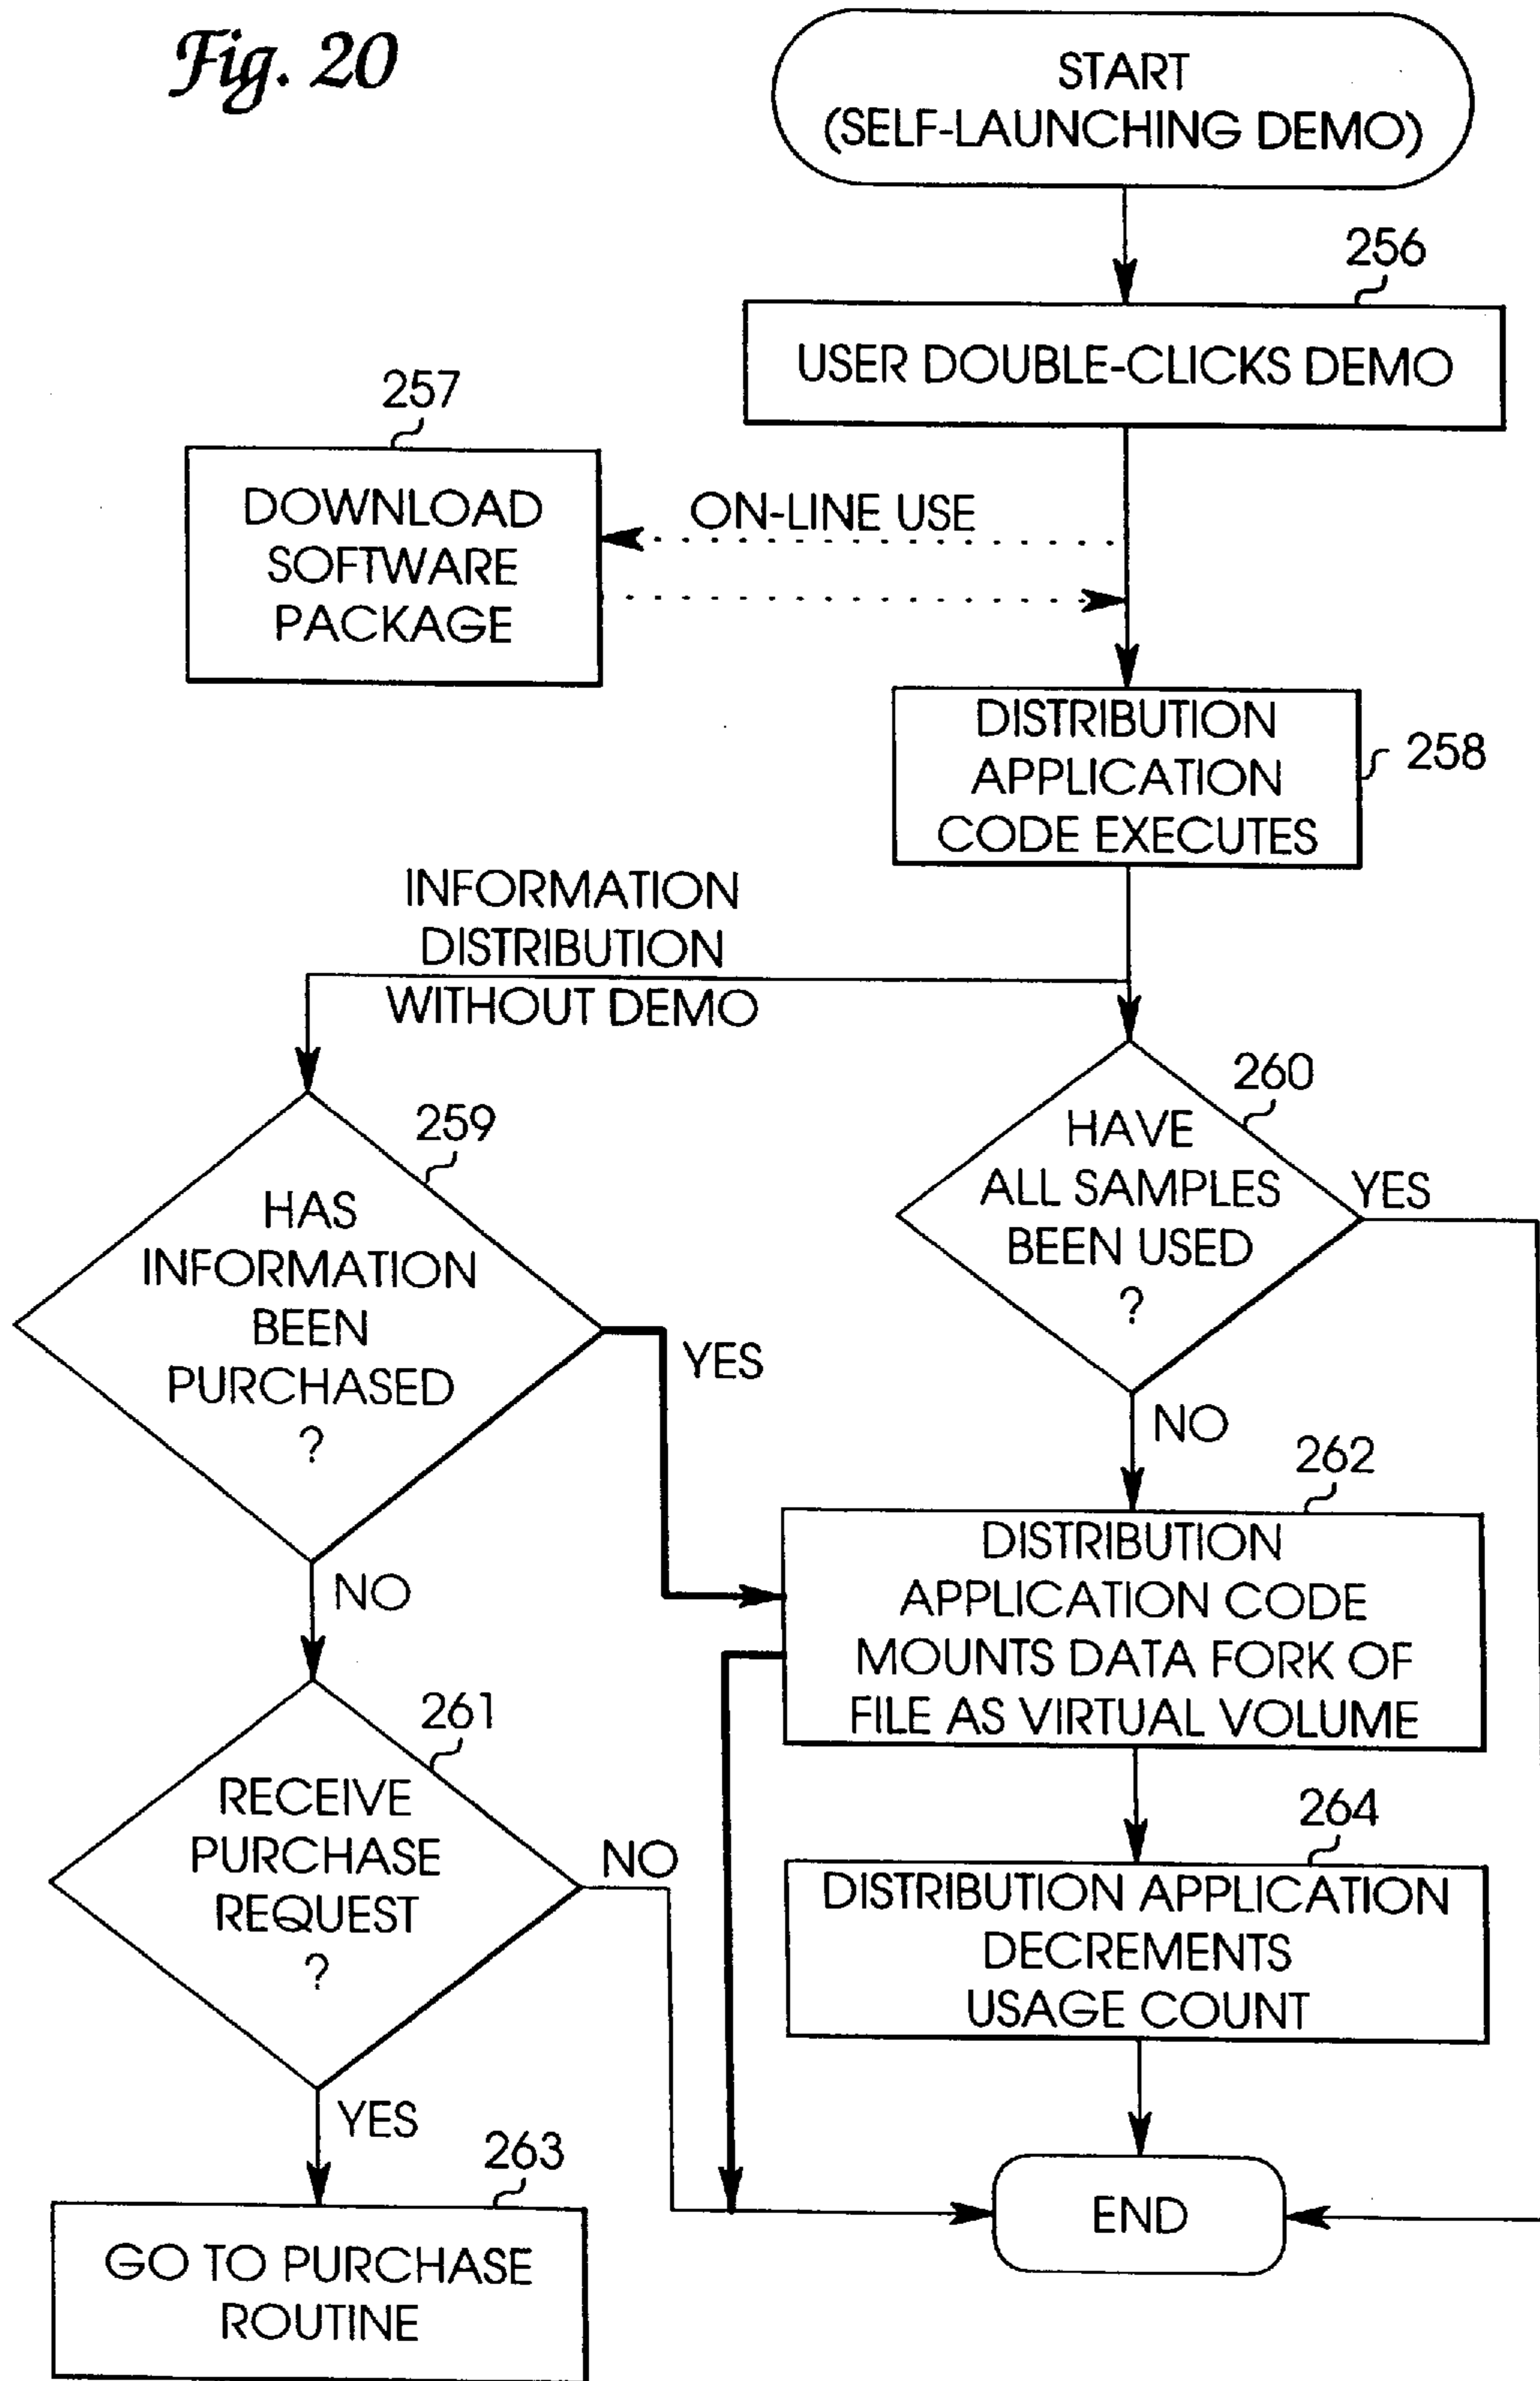 Fig. 20
START
(SELF-LAUNCHING DEMO)
256
USER DOUBLE-CLICKS DEMO
257
DOWNLOAD
SOFTWARE
PACKAGE
ON-LINE USE
DISTRIBUTION
APPLICATION
CODE EXECUTES
258
INFORMATION
DISTRIBUTION
WITHOUT DEMO
259
HAS
INFORMATION
BEEN
PURCHASED
?
YES
NO
260
HAVE
ALL SAMPLES
BEEN USED
?
YES
NO
262
DISTRIBUTION
APPLICATION CODE
MOUNTS DATA FORK OF
FILE AS VIRTUAL VOLUME
261
RECEIVE
PURCHASE
REQUEST
?
NO
YES
264
DISTRIBUTION APPLICATION
DECREMENTS
USAGE COUNT
263
GO TO PURCHASE
ROUTINE
END